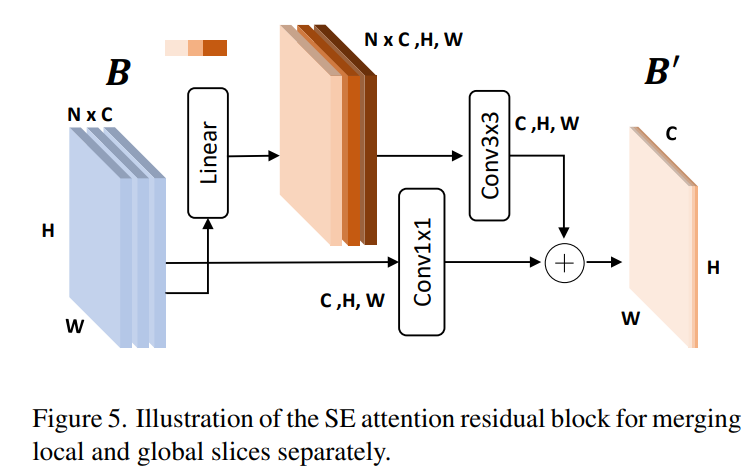 B
N x C
H
W
Linear
N x C ,H, W
Conv3x3
C ,H, W
Conv1x1
C ,H, W
+
B′
C
H
W
Figure 5. Illustration of the SE attention residual block for merging
local and global slices separately.